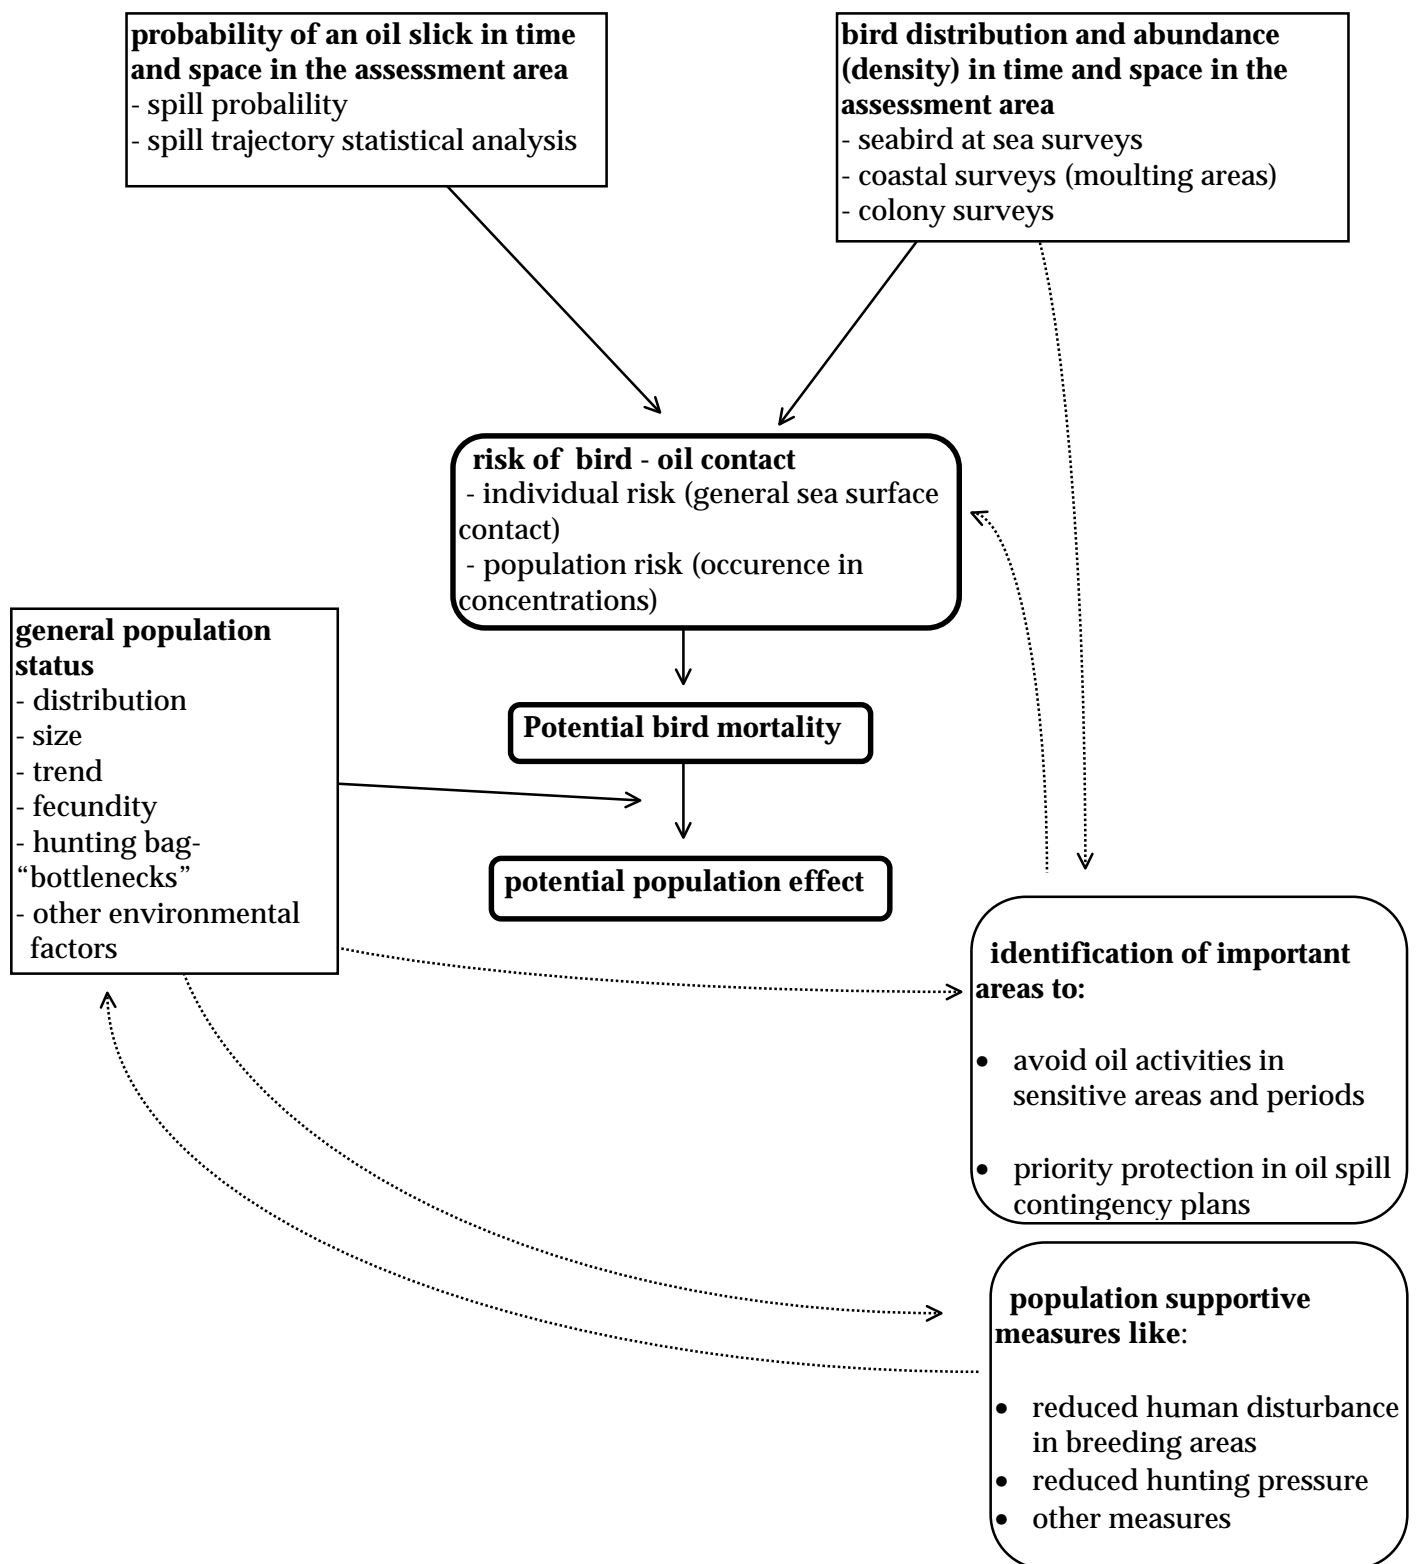 probability of an oil slick in time
and space in the assessment area
- spill probalility
- spill trajectory statistical analysis
bird distribution and abundance
(density) in time and space in the
assessment area
- seabird at sea surveys
- coastal surveys (moulting areas)
- colony surveys
risk of bird - oil contact
- individual risk (general sea surface
contact)
- population risk (occurence in
concentrations)
general population
status
- distribution
- size
- trend
- fecundity
- hunting bag-
“bottlenecks”
- other environmental
factors
Potential bird mortality
potential population effect
identification of important
areas to:
• avoid oil activities in
sensitive areas and periods
• priority protection in oil spill
contingency plans
population supportive
measures like:
• reduced human disturbance
in breeding areas
• reduced hunting pressure
• other measures